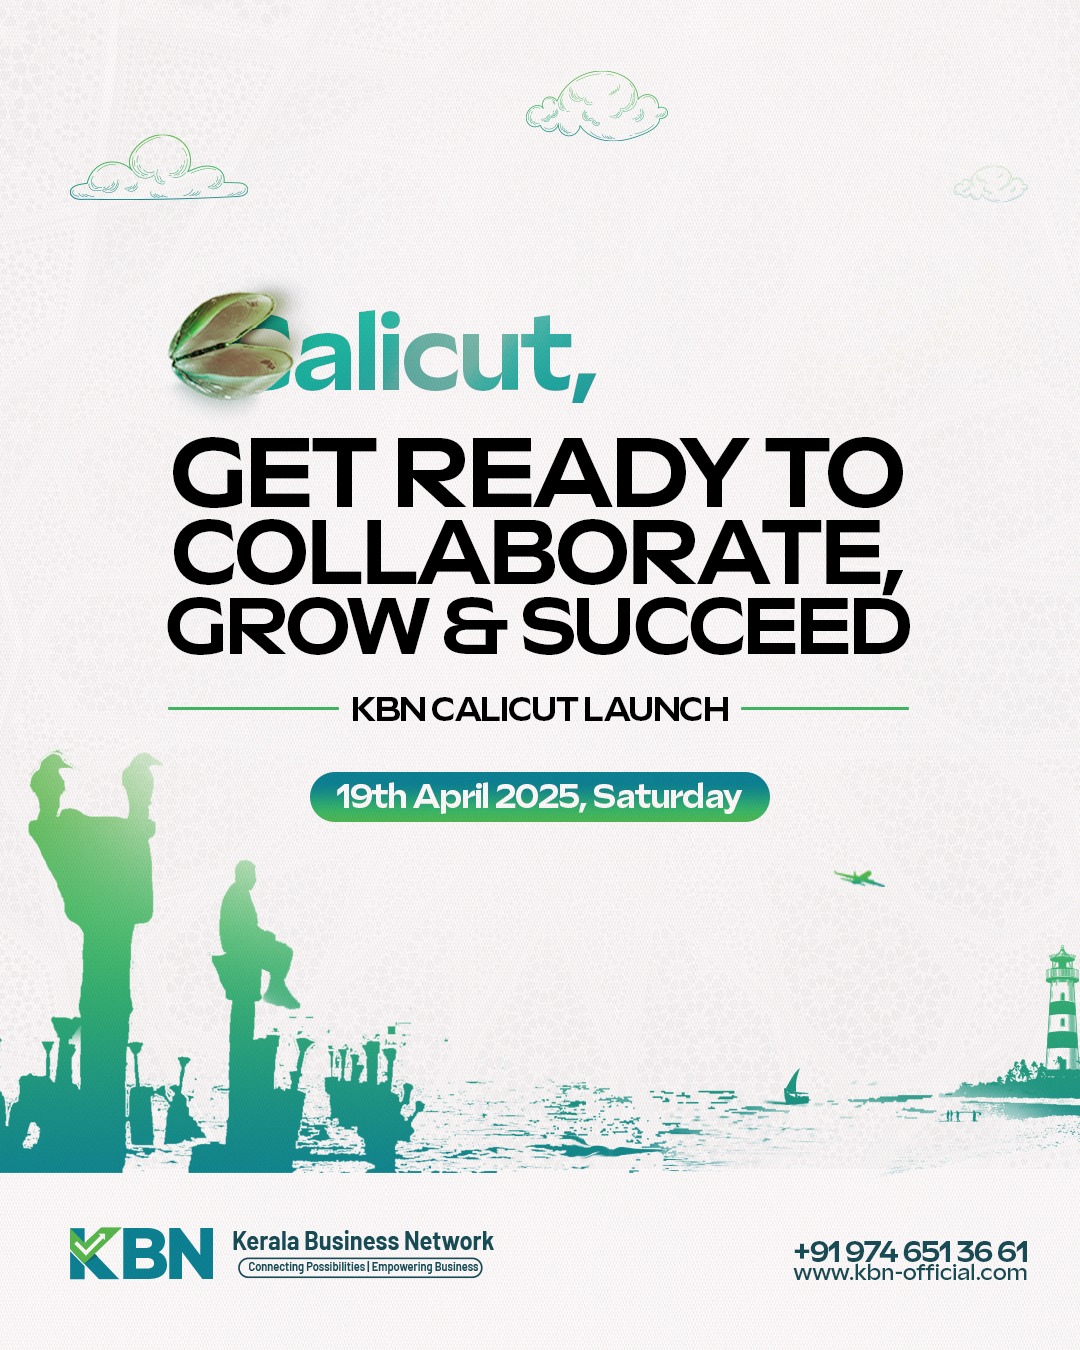 Calicut,
GET READY TO
COLLABORATE,
GROW & SUCCEED
KBN CALICUT LAUNCH
19th April 2025, Saturday
KBN
Kerala Business Network
Connecting Possibilities | Empowering Business
+91 974 651 36 61
www.kbn-official.com